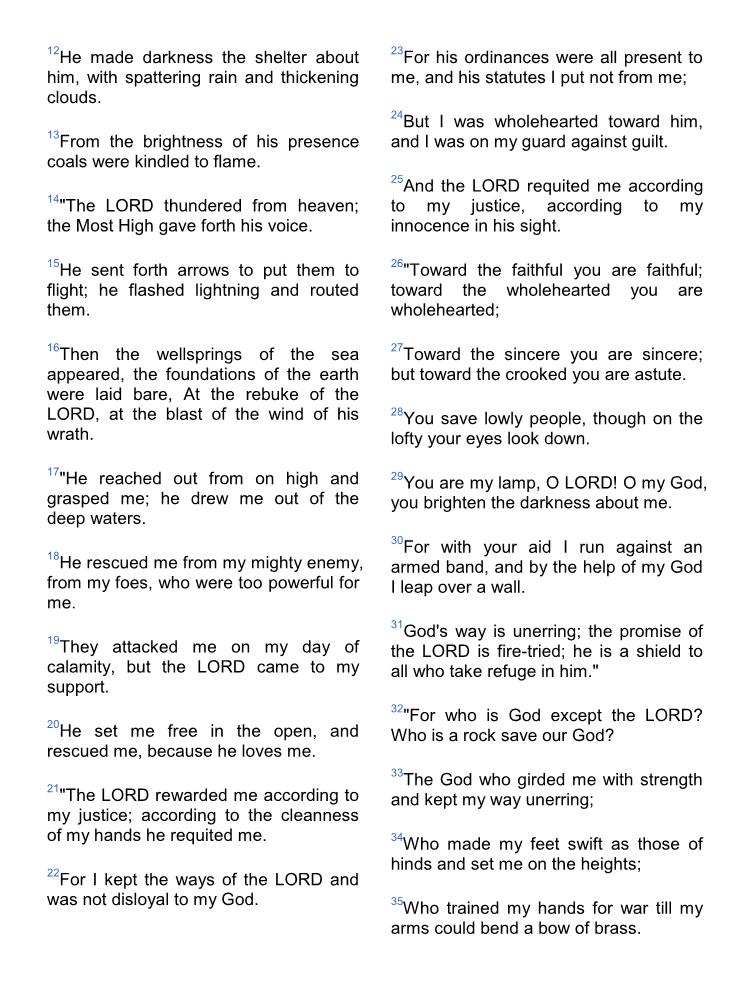 12He made darkness the shelter about
him, with spattering rain and thickening
clouds.
13From the brightness of his presence
coals were kindled to flame.
14"The LORD thundered from heaven;
the Most High gave forth his voice.
15He sent forth arrows to put them to
flight; he flashed lightning and routed
them.
16Then the wellsprings of the sea
appeared, the foundations of the earth
were laid bare, At the rebuke of the
LORD, at the blast of the wind of his
wrath.
17"He reached out from on high and
grasped me; he drew me out of the
deep waters.
18He rescued me from my mighty enemy,
from my foes, who were too powerful for
me.
19They attacked me on my day of
calamity, but the LORD came to my
support.
20He set me free in the open, and
rescued me, because he loves me.
21"The LORD rewarded me according to
my justice; according to the cleanness
of my hands he requited me.
22For I kept the ways of the LORD and
was not disloyal to my God.
23For his ordinances were all present to
me, and his statutes I put not from me;
24But I was wholehearted toward him,
and I was on my guard against guilt.
25And the LORD requited me according
to my justice, according to my
innocence in his sight.
26"Toward the faithful you are faithful;
toward the wholehearted you are
wholehearted;
27Toward the sincere you are sincere;
but toward the crooked you are astute.
28You save lowly people, though on the
lofty your eyes look down.
29You are my lamp, O LORD! O my God,
you brighten the darkness about me.
30For with your aid I run against an
armed band, and by the help of my God
I leap over a wall.
31God's way is unerring; the promise of
the LORD is fire-tried; he is a shield to
all who take refuge in him."
32"For who is God except the LORD?
Who is a rock save our God?
33The God who girded me with strength
and kept my way unerring;
34Who made my feet swift as those of
hinds and set me on the heights;
35Who trained my hands for war till my
arms could bend a bow of brass.